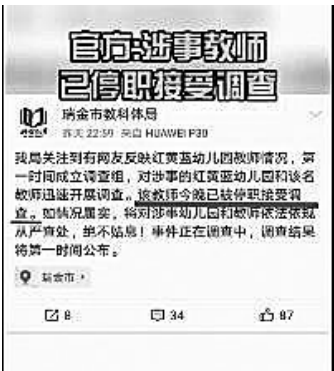 官方:涉事教师
已停职接受调查
瑞金市教科体局
昨天 22:59 来自 HUAWEI P30
我局关注到有网友反映红黄蓝幼儿园教师情况，第
一时间成立调查组，对涉事的红黄蓝幼儿园和该名
教师迅速开展调查。该教师今晚已被停职接受调
查。如情况属实，将对涉事幼儿园和教师依法依规
从严查处，绝不姑息！事件正在调查中，调查结果
将第一时间公布。
瑞金市
8 34 87